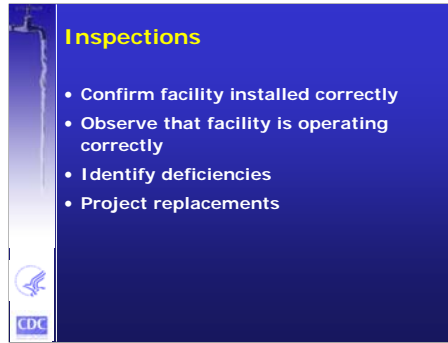 Inspections
• Confirm facility installed correctly
• Observe that facility is operating
correctly
• Identify deficiencies
• Project replacements
CDC